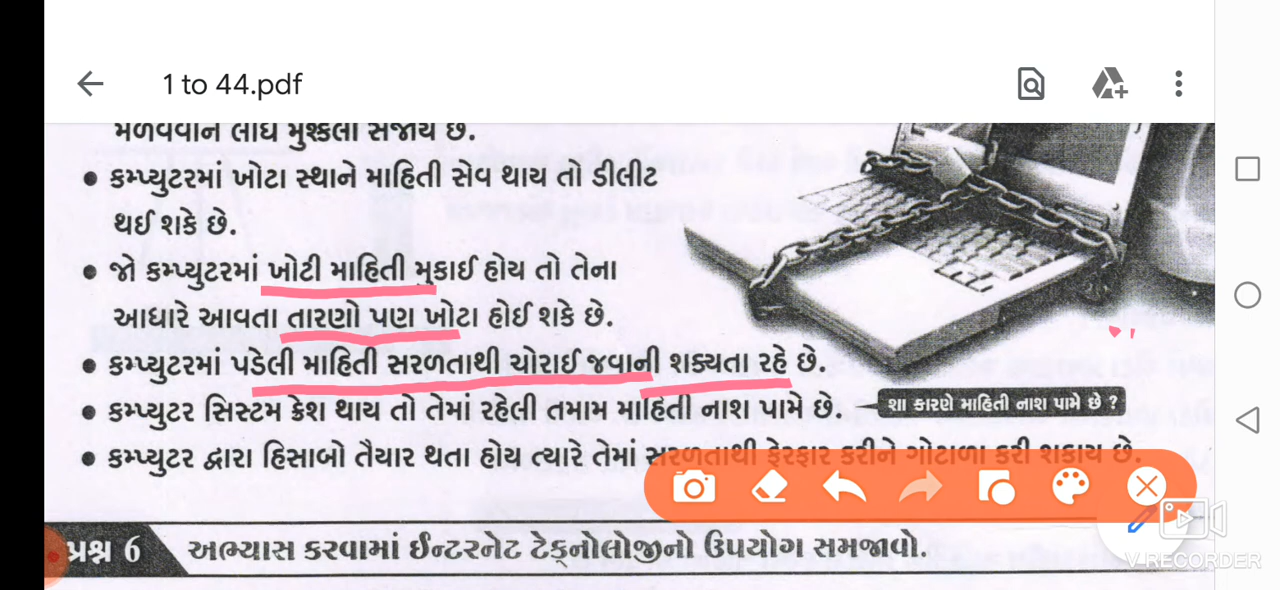 1 to 44.pdf
મેળવવાને લીધે મુશ્કેલી સર્જાય છે.
• કમ્પ્યુટરમાં ખોટા સ્થાને માહિતી સેવ થાય તો ડીલીટ
થઈ શકે છે.
• જો કમ્પ્યુટરમાં ખોટી માહિતી મુકાઈ હોય તો તેના
આધારે આવતા તારણો પણ ખોટા હોઈ શકે છે.
• કમ્પ્યુટરમાં પડેલી માહિતી સરળતાથી ચોરાઈ જવાની શક્યતા રહે છે.
• કમ્પ્યુટર સિસ્ટમ ક્રેશ થાય તો તેમાં રહેલી તમામ માહિતી નાશ પામે છે. શા કારણે માહિતી નાશ પામે છે ?
• કમ્પ્યુટર દ્વારા હિસાબો તૈયાર થતા હોય ત્યારે તેમાં સરળતાથી ફેરફાર કરીને ગોટાળા કરી શકાય છે.
પ્રશ્ન 6 અભ્યાસ કરવામાં ઈન્ટરનેટ ટેક્નોલોજીનો ઉપયોગ સમજાવો.
V RECORDER